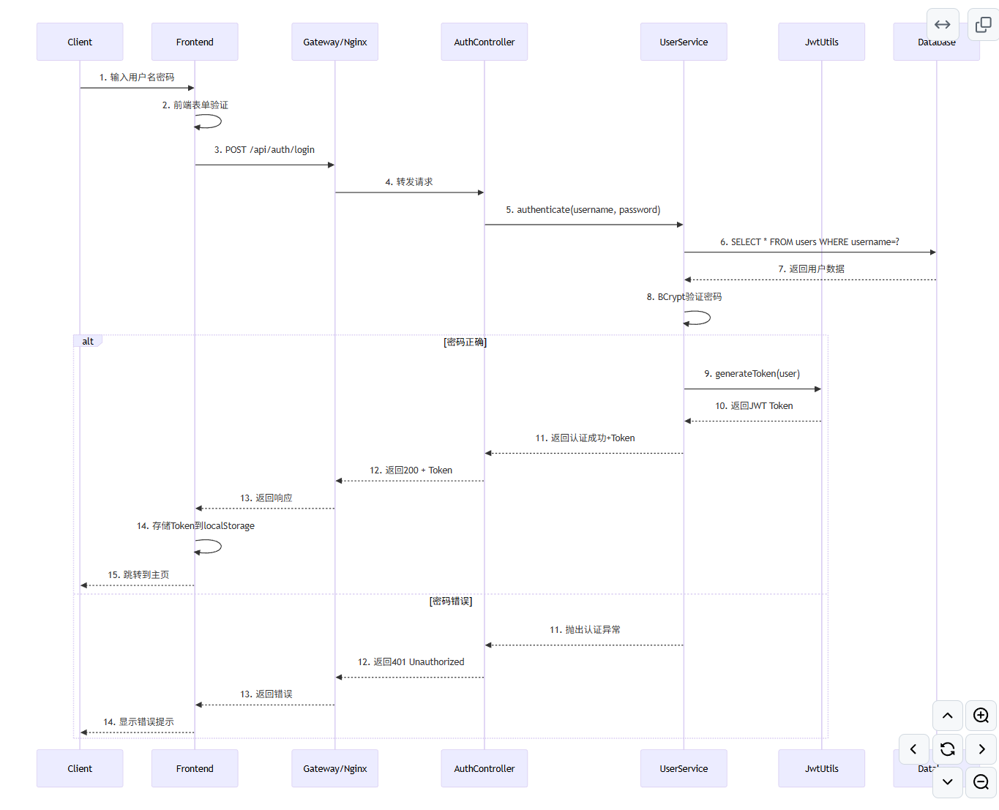 Client
Frontend
Gateway/Nginx
AuthController
UserService
JwtUtils
Database
1. 输入用户名密码
2. 前端表单验证
3. POST /api/auth/login
4. 转发请求
5. authenticate(username, password)
6. SELECT * FROM users WHERE username=?
7. 返回用户数据
8. BCrypt验证密码
alt
[密码正确]
9. generateToken(user)
10. 返回JWT Token
11. 返回认证成功+Token
12. 返回200 + Token
13. 返回响应
14. 存储Token到localStorage
15. 跳转到主页
[密码错误]
11. 抛出认证异常
12. 返回401 Unauthorized
13. 返回错误
14. 显示错误提示
Client
Frontend
Gateway/Nginx
AuthController
UserService
JwtUtils